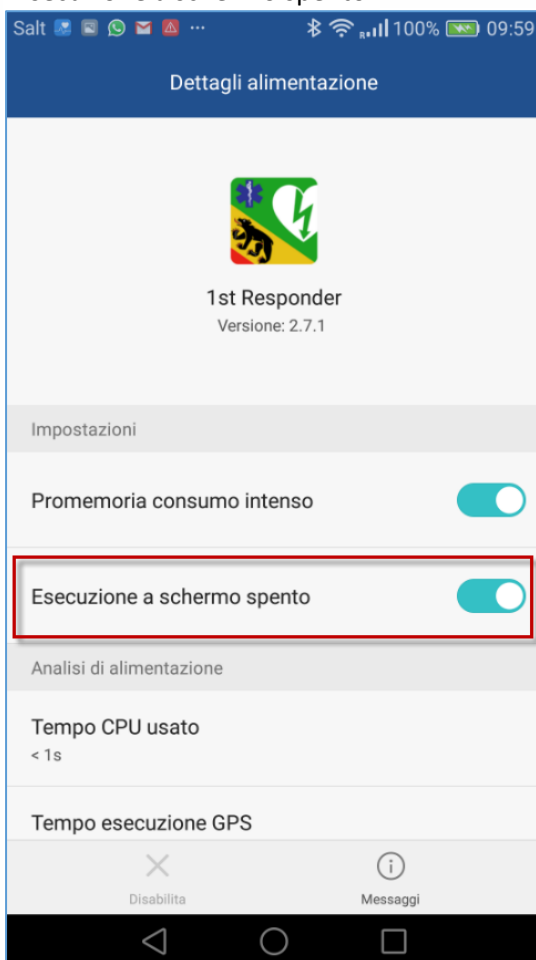 Salt ... 100% 09:59
Dettagli alimentazione
1st Responder
Versione: 2.7.1
Impostazioni
Promemoria consumo intenso
Esecuzione a schermo spento
Analisi di alimentazione
Tempo CPU usato
< 1s
Tempo esecuzione GPS
Disabilita
Messaggi